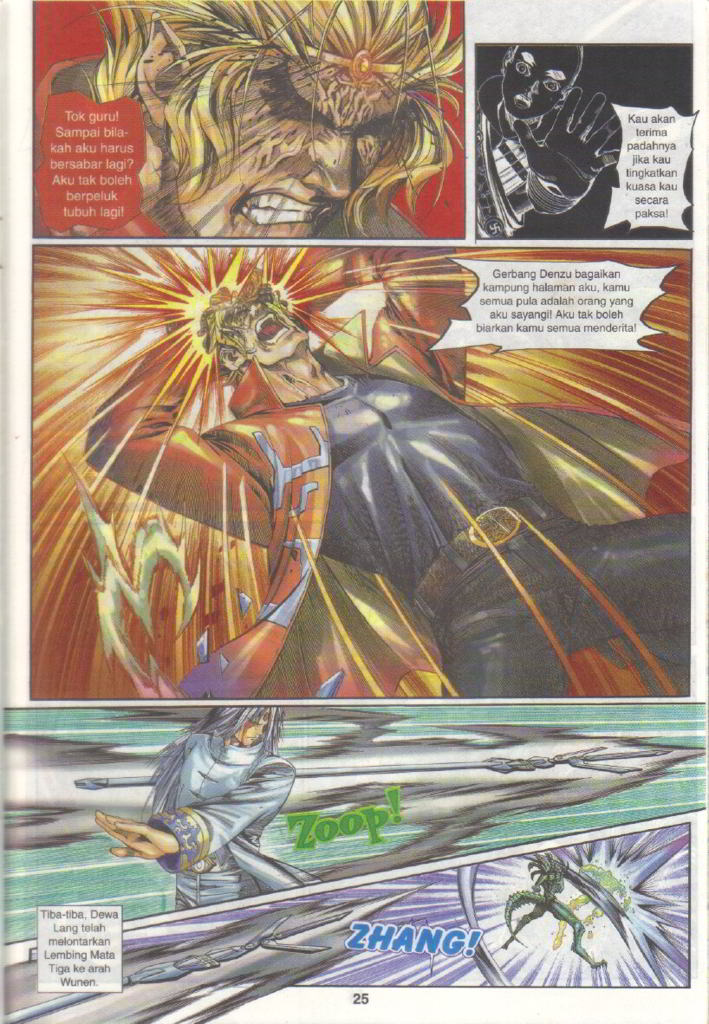 Tok guru!
Sampai bila-
kah aku harus
bersabar lagi?
Aku tak boleh
berpeluk
tubuh lagi!
Kau akan
terima
padahnya
jika kau
tingkatkan
kuasa kau
secara
paksa!
Gerbang Denzu bagaikan
kampung halaman aku, kamu
semua pula adalah orang yang
aku sayangi! Aku tak boleh
biarkan kamu semua menderita!
Zoop!
Tiba-tiba, Dewa
Lang telah
melontarkan
Lembing Mata
Tiga ke arah
Wunen.
ZHANG!
25